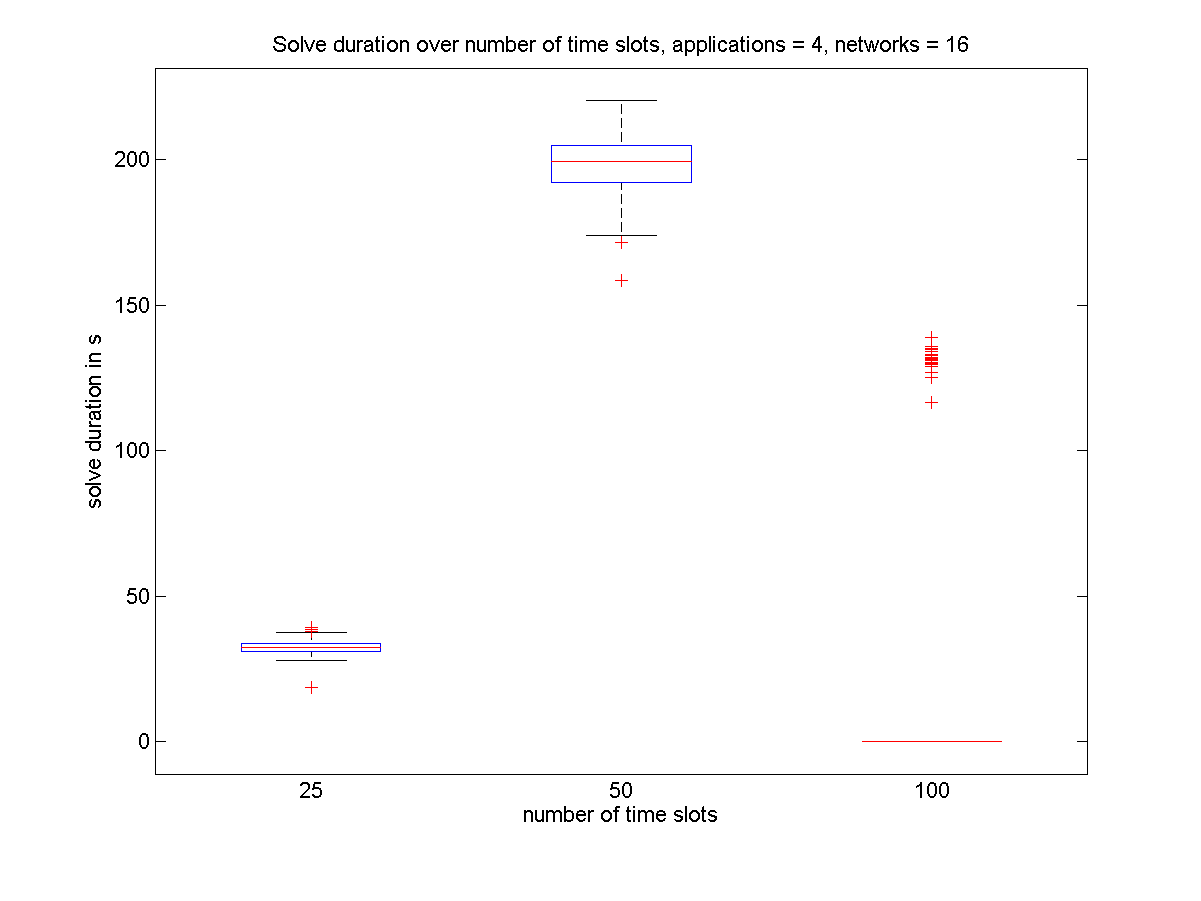 Solve duration over number of time slots, applications = 4, networks = 16
200
150
100
50
0
solve duration in s
25 50 100
number of time slots